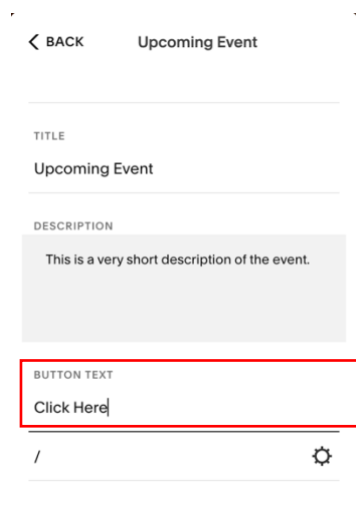 BACK Upcoming Event
TITLE
Upcoming Event
DESCRIPTION
This is a very short description of the event.
BUTTON TEXT
Click Here
/